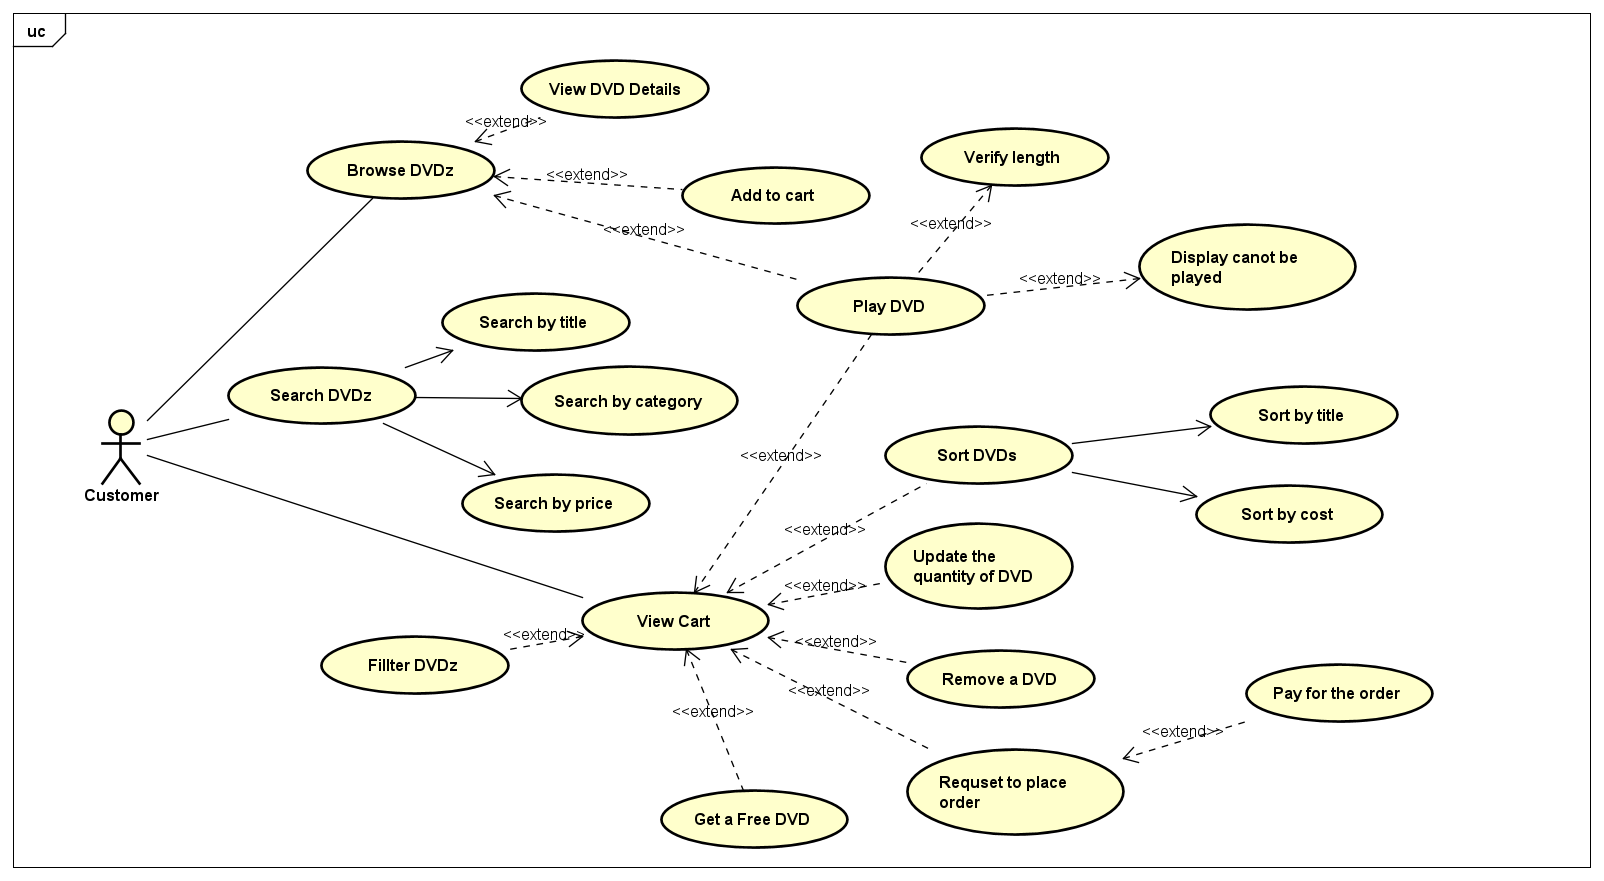 uc
View DVD Details
<<extend>>
Browse DVDz
<<extend>>
Add to cart
<<extend>>
Verify length
<<extend>>
Display canot be
played
<<extend>>
Play DVD
Search by title
Search DVDz
Search by category
Search by price
Customer
<<extend>>
Sort DVDs
Sort by title
Sort by cost
<<extend>>
Update the
quantity of DVD
<<extend>>
View Cart
<<extend>>
Fillter DVDz
<<extend>>
Remove a DVD
<<extend>>
Pay for the order
<<extend>>
<<extend>>
Requset to place
order
Get a Free DVD